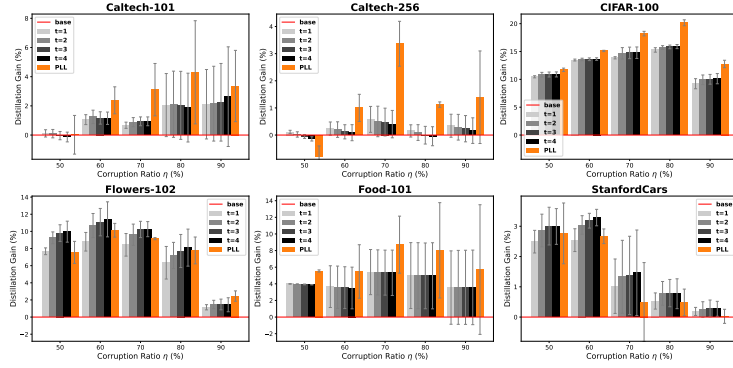 Caltech-101
Distillation Gain (%)
8
6
4
2
0
base
t=1
t=2
t=3
t=4
PLL
50
60
70
80
90
Corruption Ratio η (%)
Caltech-256
Distillation Gain (%)
4
3
2
1
0
base
t=1
t=2
t=3
t=4
PLL
50
60
70
80
90
Corruption Ratio η (%)
CIFAR-100
Distillation Gain (%)
20
15
10
5
0
base
t=1
t=2
t=3
t=4
PLL
50
60
70
80
90
Corruption Ratio η (%)
Flowers-102
Distillation Gain (%)
14
12
10
8
6
4
2
0
−2
base
t=1
t=2
t=3
t=4
PLL
50
60
70
80
90
Corruption Ratio η (%)
Food-101
Distillation Gain (%)
14
12
10
8
6
4
2
0
−2
base
t=1
t=2
t=3
t=4
PLL
50
60
70
80
90
Corruption Ratio η (%)
StanfordCars
Distillation Gain (%)
4
3
2
1
0
base
t=1
t=2
t=3
t=4
PLL
50
60
70
80
90
Corruption Ratio η (%)